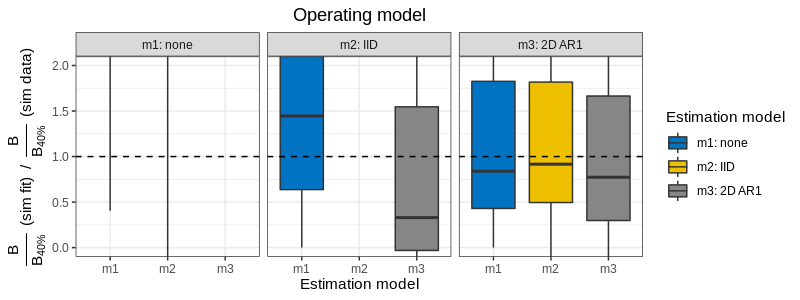 Operating model
m1: none
m2: IID
m3: 2D AR1
B/B40% (sim fit) / B/B40% (sim data)
2.0
1.5
1.0
0.5
0.0
m1 m2 m3
m1 m2 m3
m1 m2 m3
Estimation model
Estimation model
m1: none
m2: IID
m3: 2D AR1